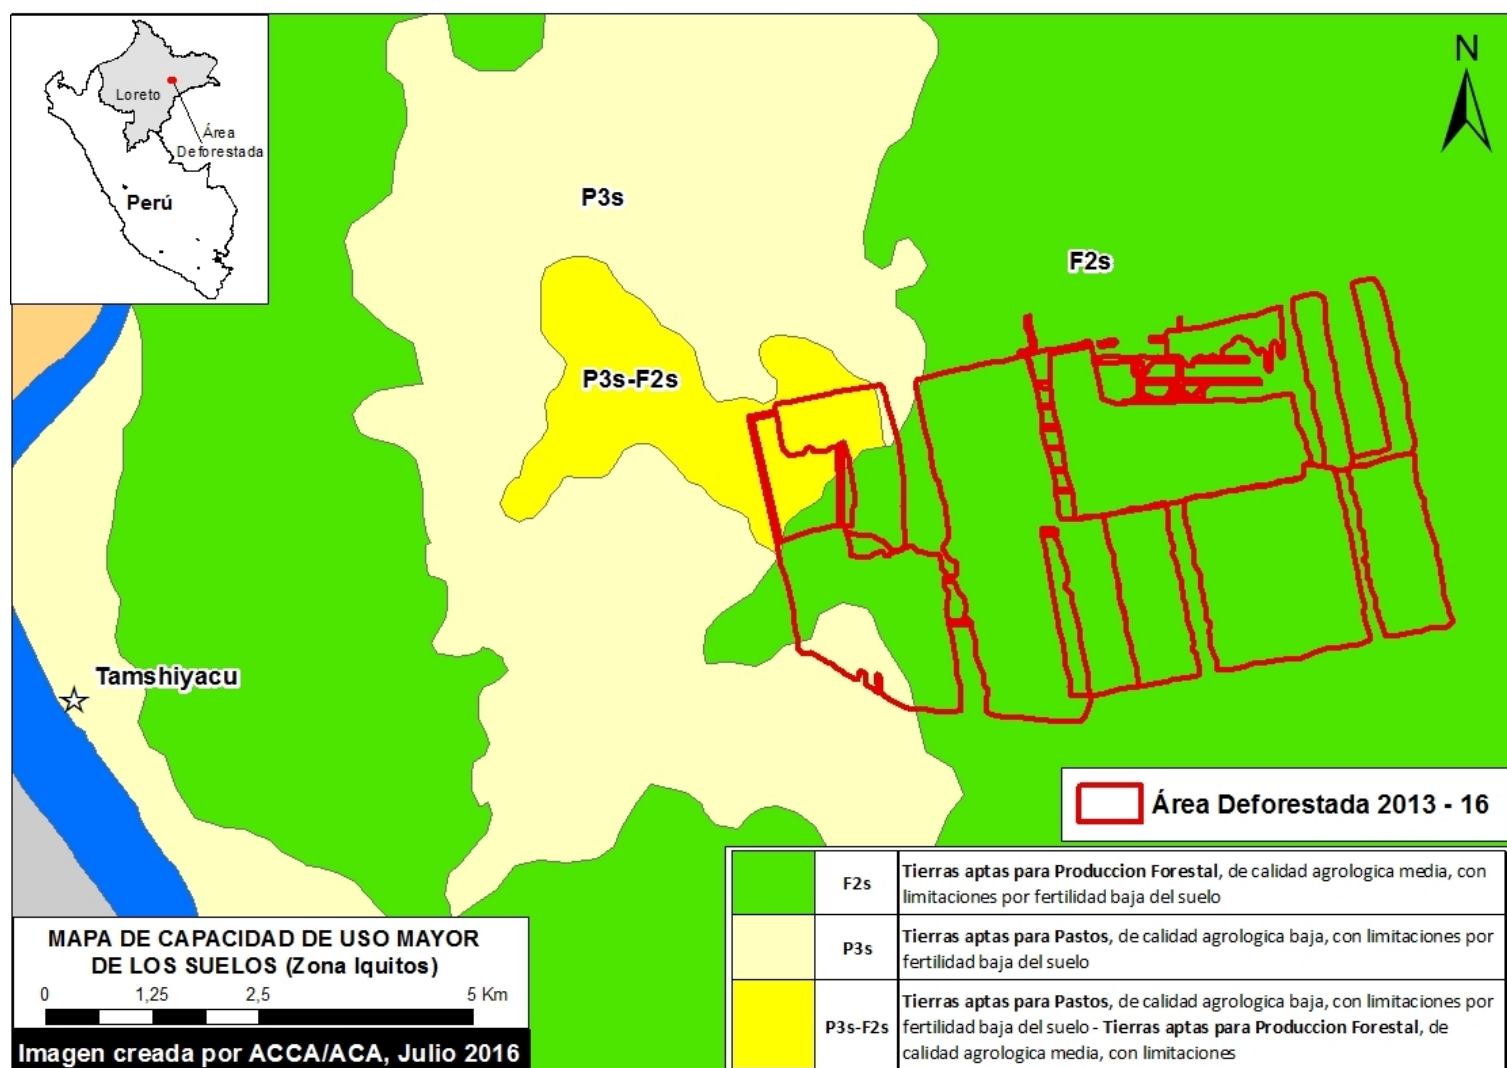 Loreto
Área
Deforestada
Perú
N
P3s
F2s
P3s-F2s
Tamshiyacu
Área Deforestada 2013 - 16
F2s
Tierras aptas para Produccion Forestal, de calidad agrologica media, con
limitaciones por fertilidad baja del suelo
P3s
Tierras aptas para Pastos, de calidad agrologica baja, con limitaciones por
fertilidad baja del suelo
P3s-F2s
Tierras aptas para Pastos, de calidad agrologica baja, con limitaciones por
fertilidad baja del suelo - Tierras aptas para Produccion Forestal, de
calidad agrologica media, con limitaciones
MAPA DE CAPACIDAD DE USO MAYOR
DE LOS SUELOS (Zona Iquitos)
0 1,25 2,5 5 Km
Imagen creada por ACCA/ACA, Julio 2016